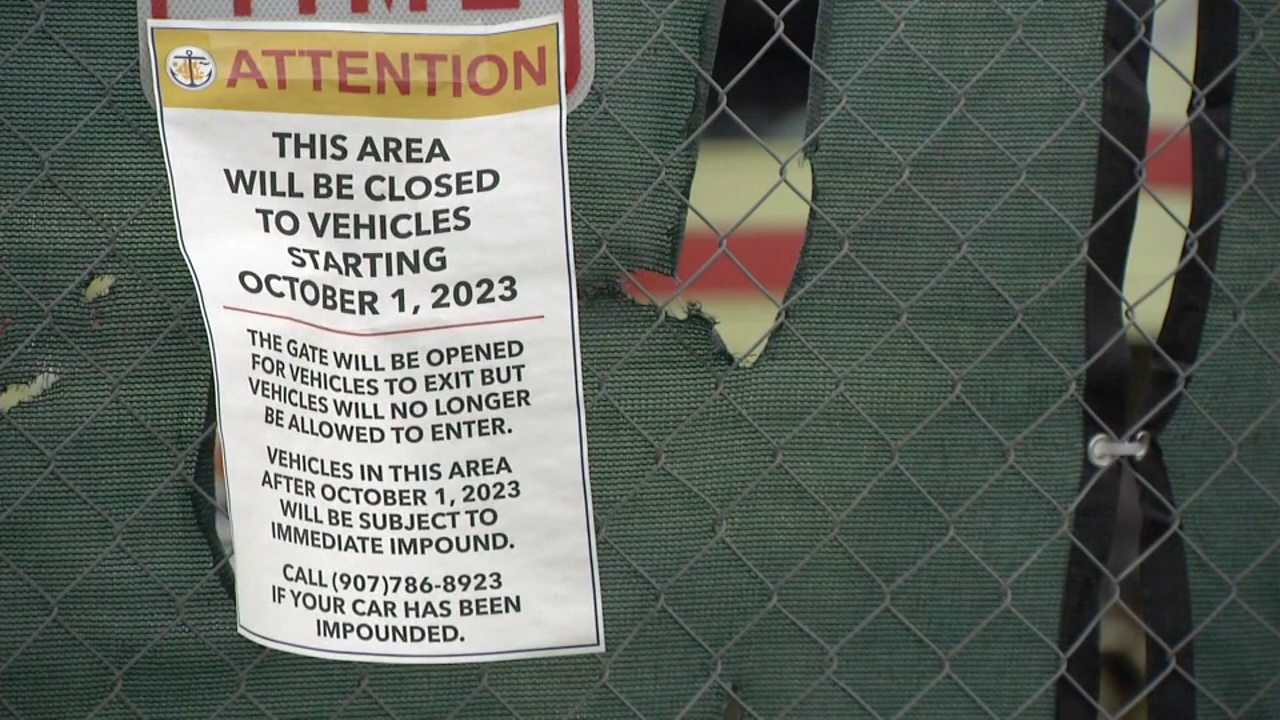 ATTENTION
THIS AREA
WILL BE CLOSED
TO VEHICLES
STARTING
OCTOBER 1, 2023
THE GATE WILL BE OPENED
FOR VEHICLES TO EXIT BUT
VEHICLES WILL NO LONGER
BE ALLOWED TO ENTER.
VEHICLES IN THIS AREA
AFTER OCTOBER 1, 2023
WILL BE SUBJECT TO
IMMEDIATE IMPOUND.
CALL (907)786-8923
IF YOUR CAR HAS BEEN
IMPOUNDED.